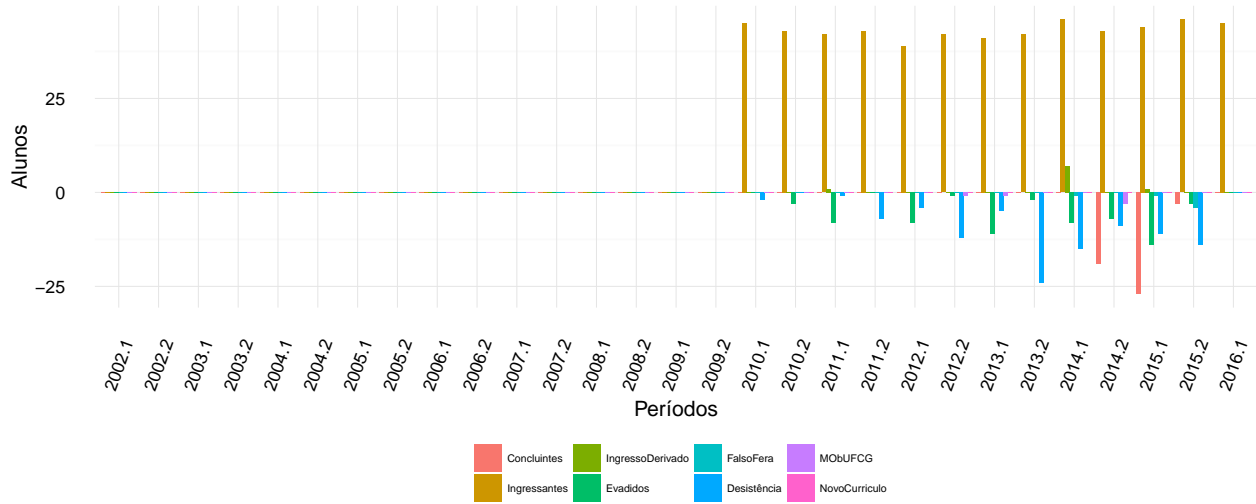 Alunos
25
0
−25
2002.1 2002.2 2003.1 2003.2 2004.1 2004.2 2005.1 2005.2 2006.1 2006.2 2007.1 2007.2 2008.1 2008.2 2009.1 2009.2 2010.1 2010.2 2011.1 2011.2 2012.1 2012.2 2013.1 2013.2 2014.1 2014.2 2015.1 2015.2 2016.1
Períodos
Concluintes IngressoDerivado FalsoFera MObUFCG
Ingressantes Evadidos Desistência NovoCurriculo